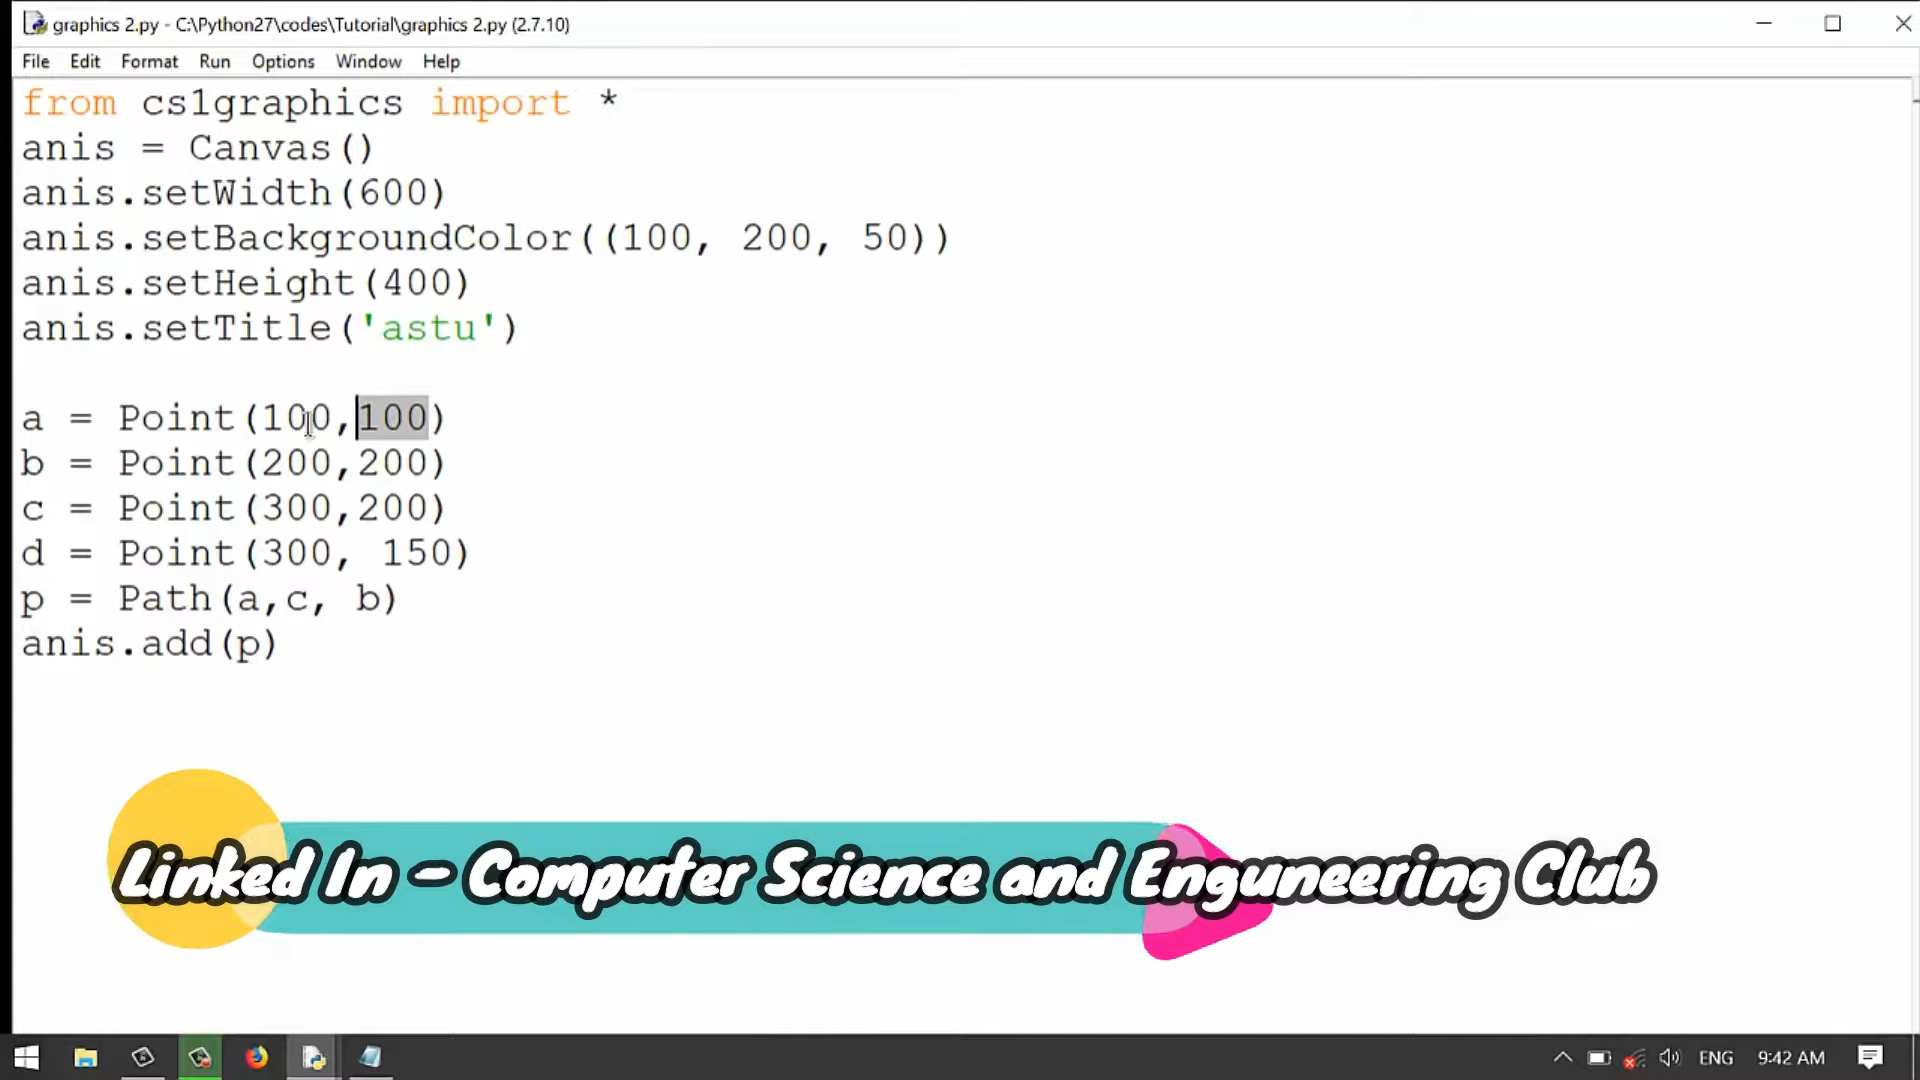 graphics 2.py - C:\Python27\codes\Tutorial\graphics 2.py (2.7.10)
File Edit Format Run Options Window Help
from cs1graphics import *
anis = Canvas()
anis.setWidth(600)
anis.setBackgroundColor((100, 200, 50))
anis.setHeight(400)
anis.setTitle('astu')
a = Point(100,100)
b = Point(200,200)
c = Point(300,200)
d = Point(300, 150)
p = Path(a,c, b)
anis.add(p)
Linked In - Computer Science and Enguneering Club
ENG 9:42 AM